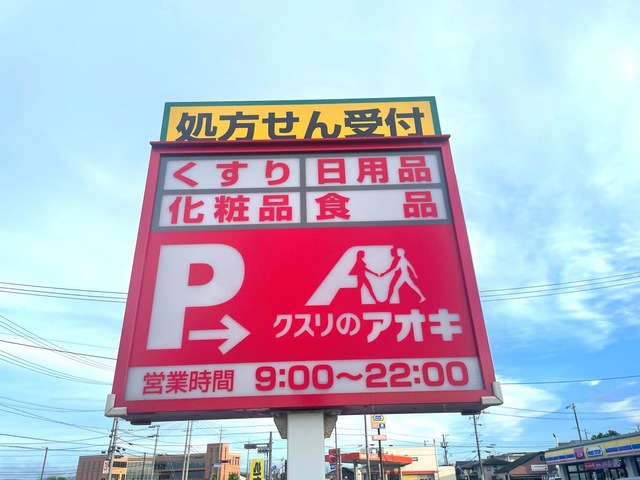 処方せん受付
くすり 日用品
化粧品 食品
P→
クスリのアオキ
営業時間 9:00〜22:00